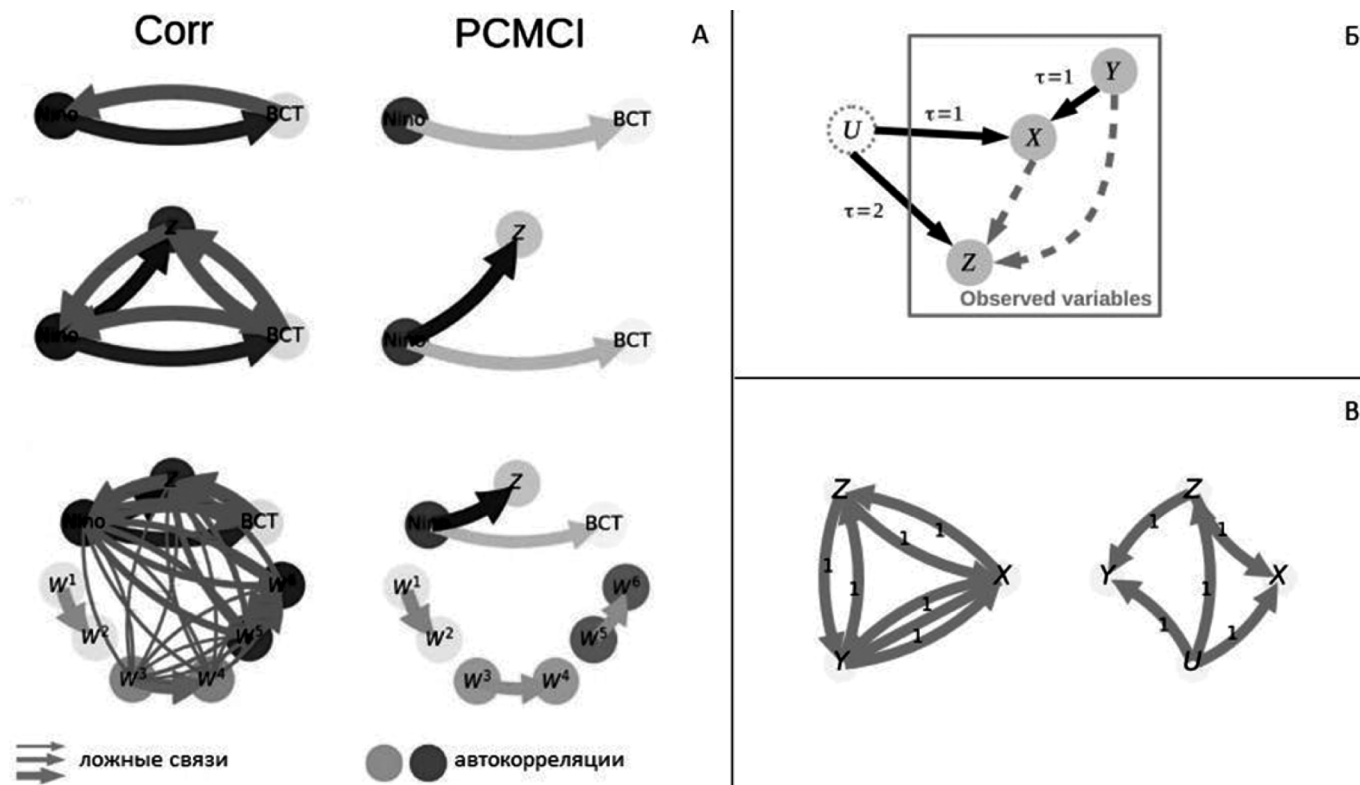 Corr
PCMCI
А
Nino
BCT
Nino
BCT
Z
Nino
BCT
Z
Nino
BCT
Z
Nino
BCT
W¹
W²
W³
W⁴
W⁵
W⁶
Z
Nino
BCT
W¹
W²
W³
W⁴
W⁵
W⁶
ложные связи
автокорреляции
Б
U
τ=1
τ=1
Y
X
τ=2
Z
Observed variables
В
Z
1
1
1
1
X
1
1
Y
Z
1
1
Y
1
X
1
1
U